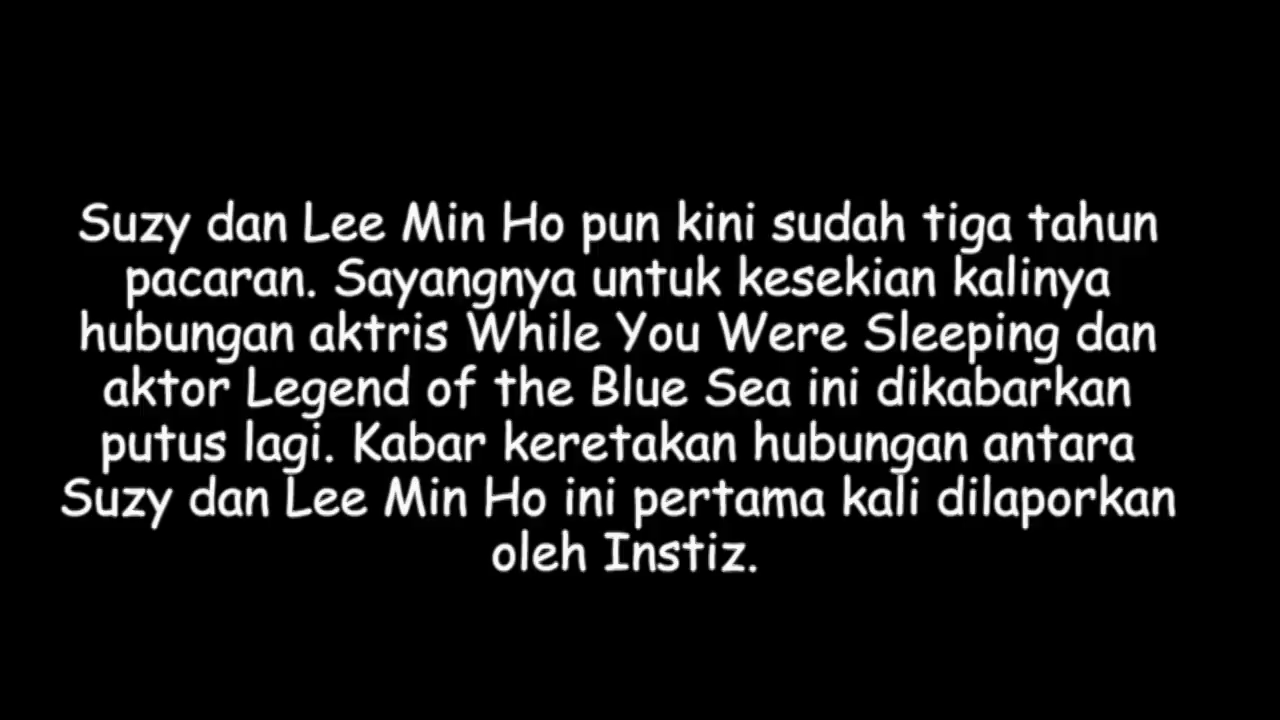 Suzy dan Lee Min Ho pun kini sudah tiga tahun
pacaran. Sayangnya untuk kesekian kalinya
hubungan aktris While You Were Sleeping dan
aktor Legend of the Blue Sea ini dikabarkan
putus lagi. Kabar keretakan hubungan antara
Suzy dan Lee Min Ho ini pertama kali dilaporkan
oleh Instiz.